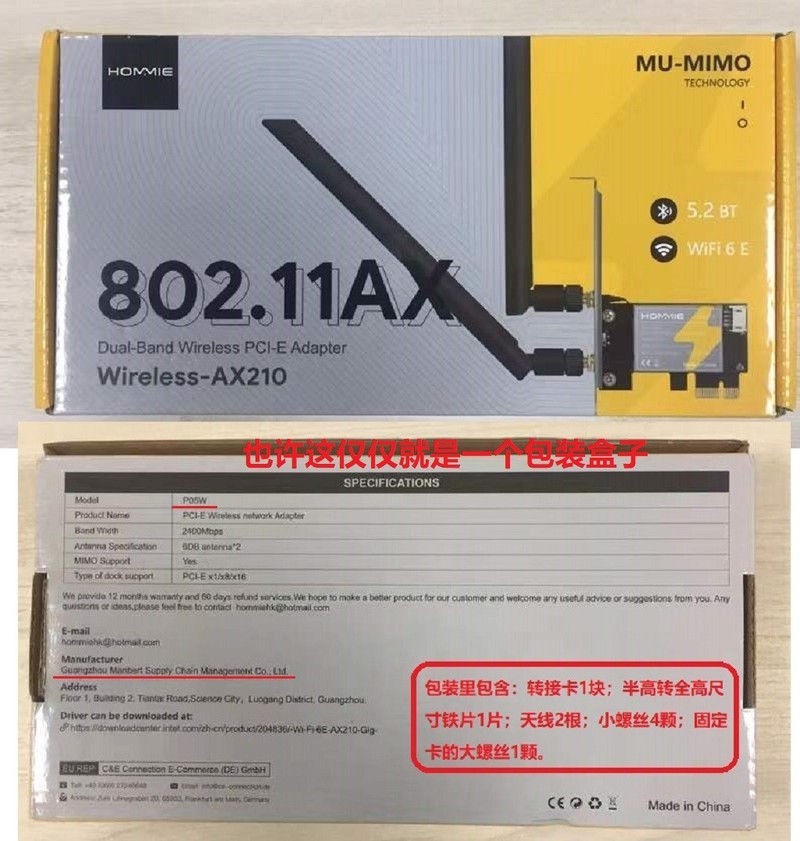 HOMMIE
MU-MIMO
TECHNOLOGY
5.2 BT
WiFi 6 E
802.11AX
Dual-Band Wireless PCI-E Adapter
Wireless-AX210
HOMMIE
也许这仅仅就是一个包装盒子
SPECIFICATIONS
Model P05W
Product Name PCI-E Wireless network Adapter
Band Width 2400Mbps
Antenna Specification 6DB antenna*2
MIMO Support Yes
Type of dock support PCI-E x1/x8/x16
We provide 12 months warranty and 60 days refund services.We hope to make a better product for our customer and welcome any useful advice or suggestions from you. Any
questions or ideas,please feel free to contact hommiehk@hotmail.com
E-mail
hommiehk@hotmail.com
Manufacturer
Guangzhou Manbert Supply Chain Management Co., Ltd.
Address
Floor 1, Building 2, Tiantai Road,Science City, Luogang District, Guangzhou.
Driver can be downloaded at:
https://downloadcenter.intel.com/zh-cn/product/204836/-Wi-Fi-6E-AX210-Gig-
包装里包含：转接卡1块；半高转全高尺
寸铁片1片；天线2根；小螺丝4颗；固定
卡的大螺丝1颗。
EU REP C&E Connection E-Commerce (DE) GmbH
CE
Made in China